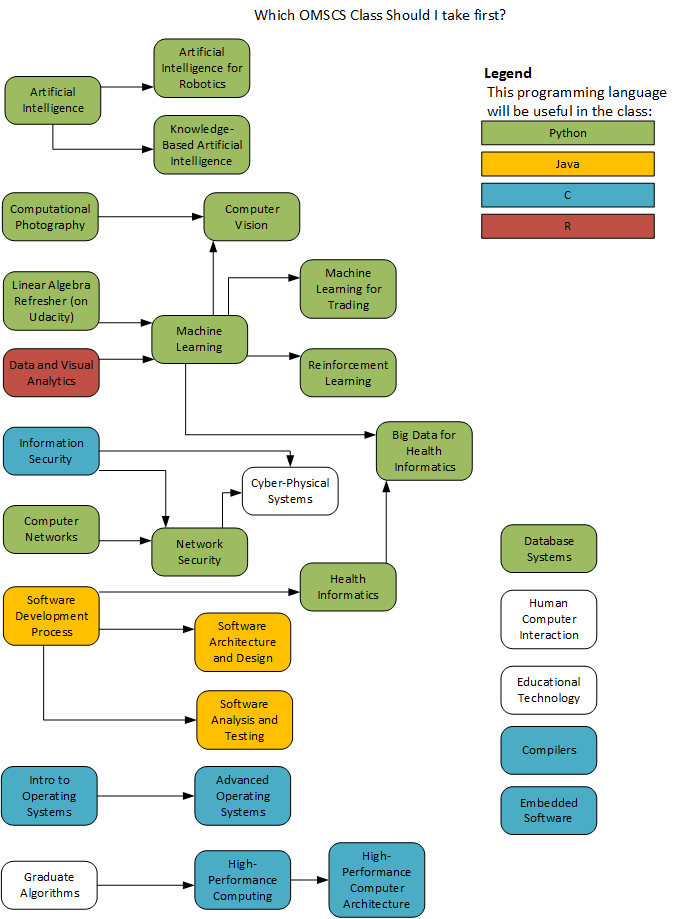 Which OMSCS Class Should I take first?
Artificial
Intelligence
Artificial
Intelligence for
Robotics
Knowledge-
Based Artificial
Intelligence
Legend
This programming language
will be useful in the class:
Python
Java
C
R
Computational
Photography
Computer
Vision
Linear Algebra
Refresher (on
Udacity)
Machine
Learning
Machine
Learning for
Trading
Data and Visual
Analytics
Reinforcement
Learning
Information
Security
Big Data for
Health
Informatics
Cyber-Physical
Systems
Computer
Networks
Network
Security
Health
Informatics
Software
Development
Process
Software
Architecture
and Design
Software
Analysis and
Testing
Intro to
Operating
Systems
Advanced
Operating
Systems
Graduate
Algorithms
High-
Performance
Computing
High-
Performance
Computer
Architecture
Database
Systems
Human
Computer
Interaction
Educational
Technology
Compilers
Embedded
Software